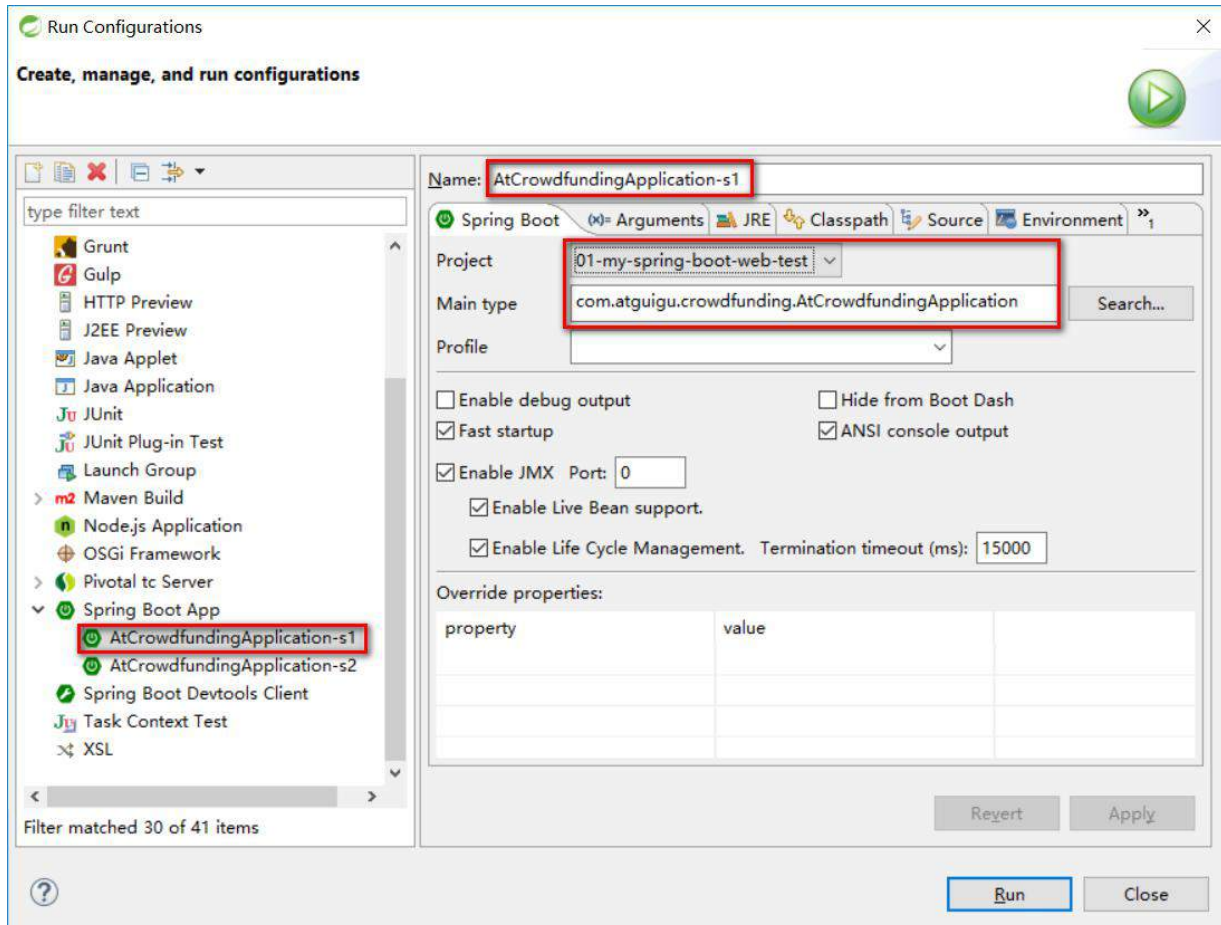 Run Configurations
Create, manage, and run configurations
type filter text
Grunt
Gulp
HTTP Preview
J2EE Preview
Java Applet
Java Application
JUnit
JUnit Plug-in Test
Launch Group
m2 Maven Build
Node.js Application
OSGi Framework
Pivotal tc Server
Spring Boot App
AtCrowdfundingApplication-s1
AtCrowdfundingApplication-s2
Spring Boot Devtools Client
Task Context Test
XSL
Filter matched 30 of 41 items
Name: AtCrowdfundingApplication-s1
Spring Boot (x)= Arguments JRE Classpath Source Environment »1
Project 01-my-spring-boot-web-test
Main type com.atguigu.crowdfunding.AtCrowdfundingApplication Search...
Profile
Enable debug output Hide from Boot Dash
Fast startup ANSI console output
Enable JMX Port: 0
Enable Live Bean support.
Enable Life Cycle Management. Termination timeout (ms): 15000
Override properties:
property value
Revert Apply
Run Close